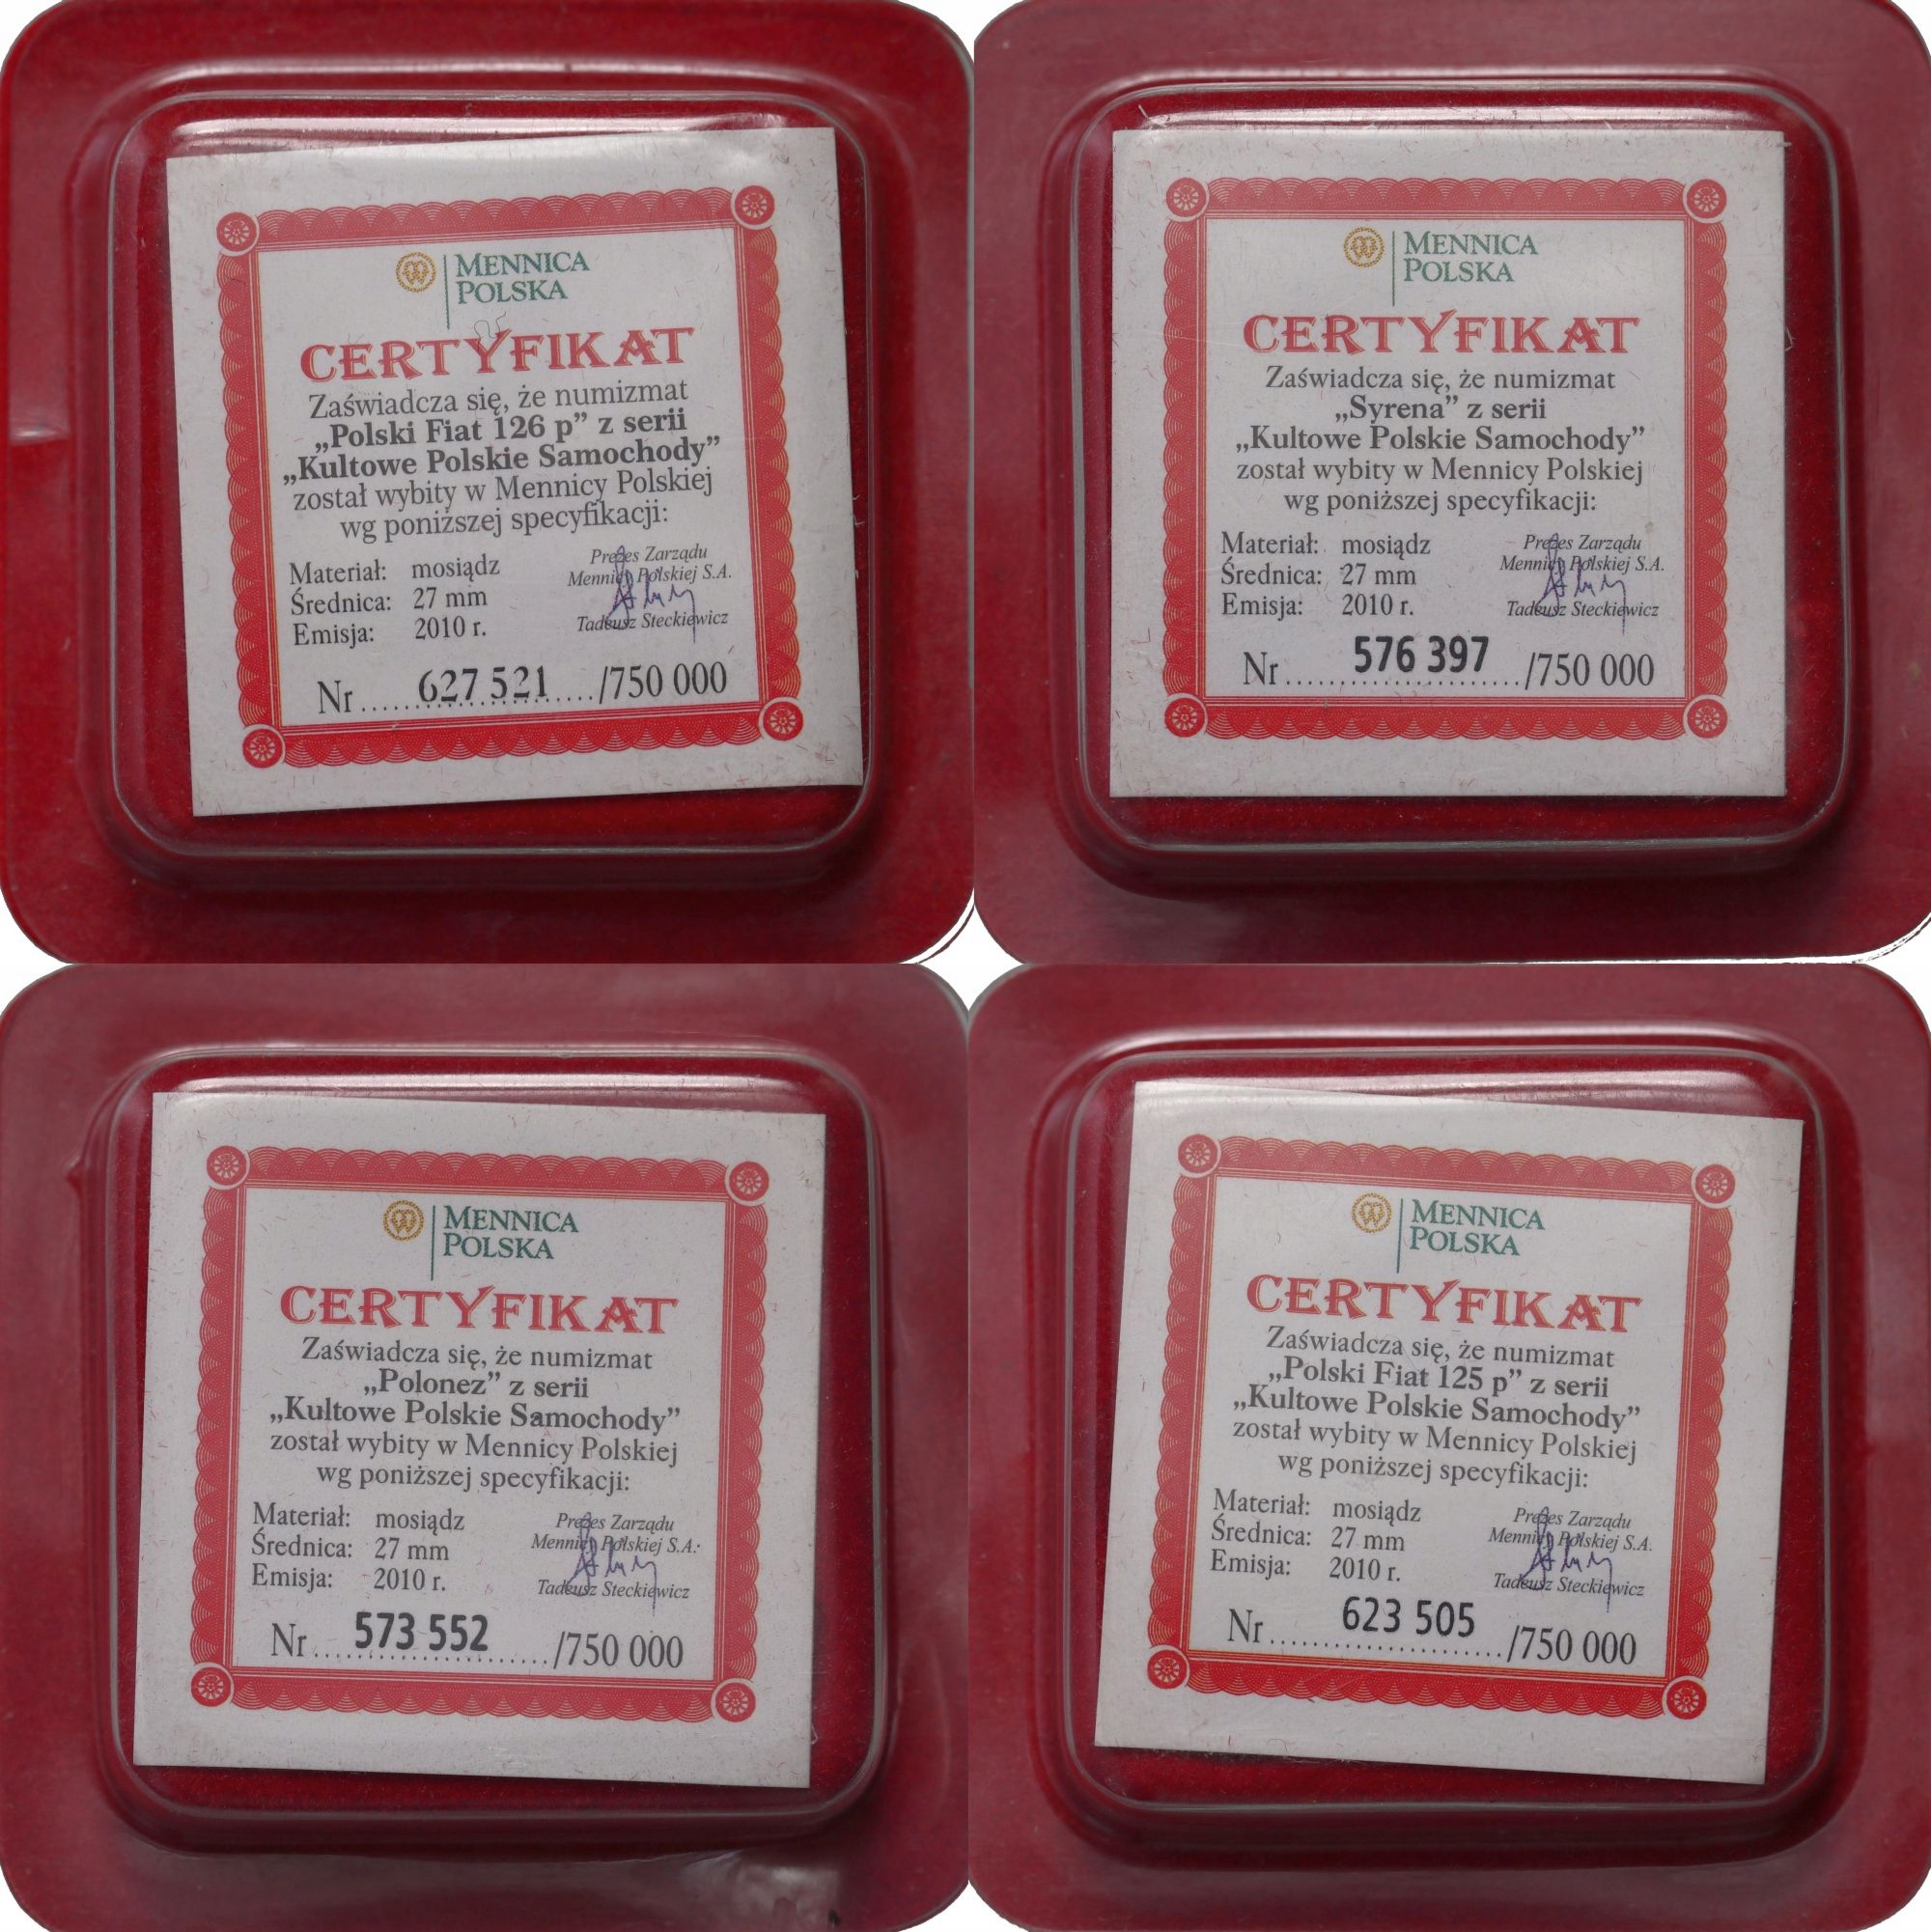 MENNICA
POLSKA
CERTYFIKAT
Zaświadcza się, że numizmat
„Polski Fiat 126 p” z serii
„Kultowe Polskie Samochody”
został wybity w Mennicy Polskiej
wg poniższej specyfikacji:
Materiał: mosiądz
Średnica: 27 mm
Emisja: 2010 r.
Prezes Zarządu
Mennicy Polskiej S.A.
Tadeusz Steckiewicz
Nr ...... 627 521 ..../750 000
MENNICA
POLSKA
CERTYFIKAT
Zaświadcza się, że numizmat
„Syrena” z serii
„Kultowe Polskie Samochody”
został wybity w Mennicy Polskiej
wg poniższej specyfikacji:
Materiał: mosiądz
Średnica: 27 mm
Emisja: 2010 r.
Prezes Zarządu
Mennicy Polskiej S.A.
Tadeusz Steckiewicz
Nr ...... 576 397 ..../750 000
MENNICA
POLSKA
CERTYFIKAT
Zaświadcza się, że numizmat
„Polonez” z serii
„Kultowe Polskie Samochody”
został wybity w Mennicy Polskiej
wg poniższej specyfikacji:
Materiał: mosiądz
Średnica: 27 mm
Emisja: 2010 r.
Prezes Zarządu
Mennicy Polskiej S.A.
Tadeusz Steckiewicz
Nr ...... 573 552 ..../750 000
MENNICA
POLSKA
CERTYFIKAT
Zaświadcza się, że numizmat
„Polski Fiat 125 p” z serii
„Kultowe Polskie Samochody”
został wybity w Mennicy Polskiej
wg poniższej specyfikacji:
Materiał: mosiądz
Średnica: 27 mm
Emisja: 2010 r.
Prezes Zarządu
Mennicy Polskiej S.A.
Tadeusz Steckiewicz
Nr ...... 623 505 ..../750 000